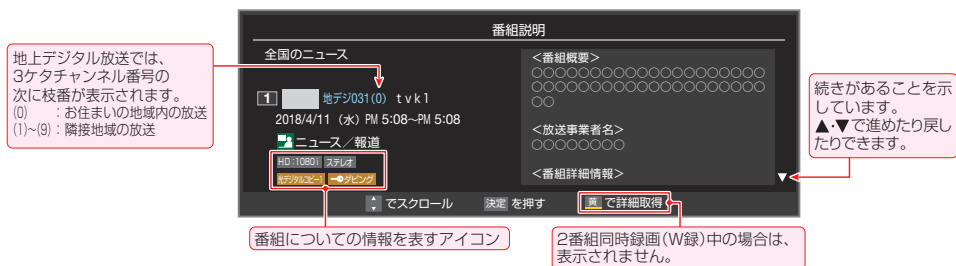 番組説明
地上デジタル放送では、
3ケタチャンネル番号の
次に枝番が表示されます。
(0)　：お住まいの地域内の放送
(1)~(9)：隣接地域の放送
全国のニュース
1 地デジ031(0) ｔｖｋ1
2018/4/11（水）PM 5:08~PM 5:08
ニュース／報道
HD：1080i ステレオ
光デジタルコピー1 ダビング
<番組概要>
○○○○○○○○○○○○○○○○○○○○
○○○○○○○○○○○○○○○○○○○○
○○
<放送事業者名>
○○○○○○○○
<番組詳細情報>
▼
続きがあることを示
しています。
▲・▼で進めたり戻し
たりできます。
でスクロール 決定 を押す 黄 で詳細取得
番組についての情報を表すアイコン
2番組同時録画（W録）中の場合は、
表示されません。